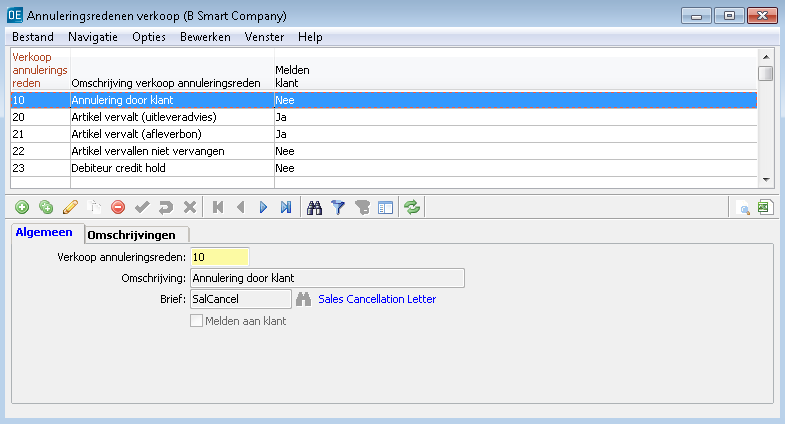 OE Annuleringsredenen verkoop (B Smart Company)
Bestand Navigatie Opties Bewerken Venster Help
Verkoop
annulerings
reden Omschrijving verkoop annuleringsreden Melden
klant
10 Annulering door klant Nee
20 Artikel vervalt (uitleveradvies) Ja
21 Artikel vervalt (afleverbon) Ja
22 Artikel vervallen niet vervangen Nee
23 Debiteur credit hold Nee
Algemeen Omschrijvingen
Verkoop annuleringsreden: 10
Omschrijving: Annulering door klant
Brief: SalCancel Sales Cancellation Letter
Melden aan klant